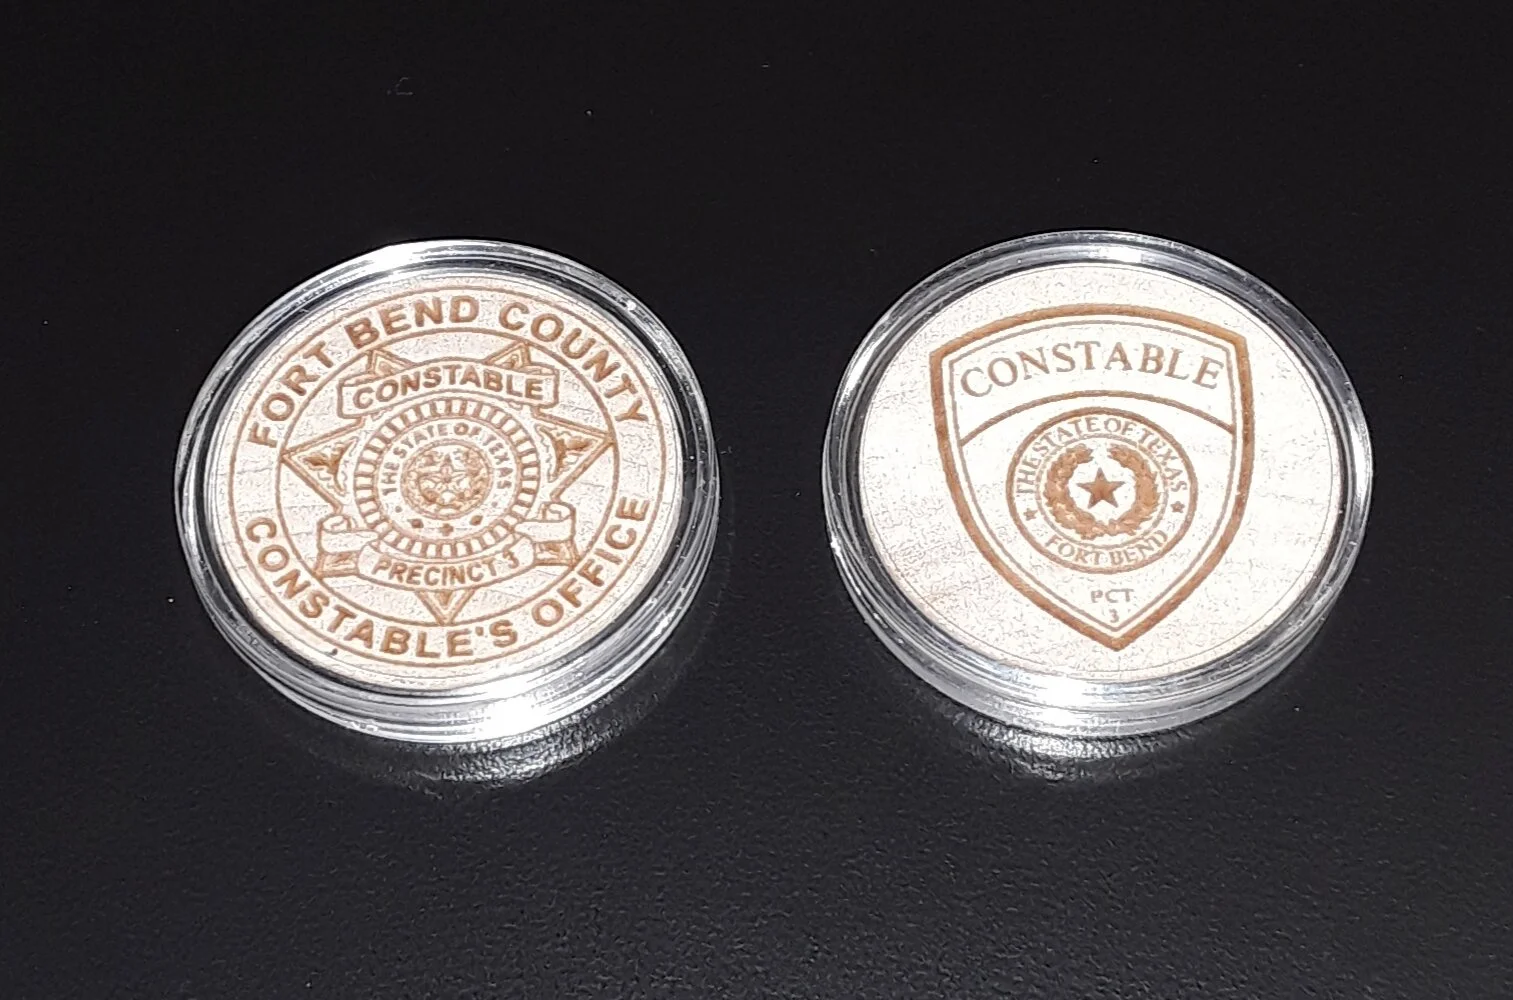 FORT BEND COUNTY
CONSTABLE
THE STATE OF TEXAS
PRECINCT 3
CONSTABLE'S OFFICE
CONSTABLE
THE STATE OF TEXAS
FORT BEND
PCT
3